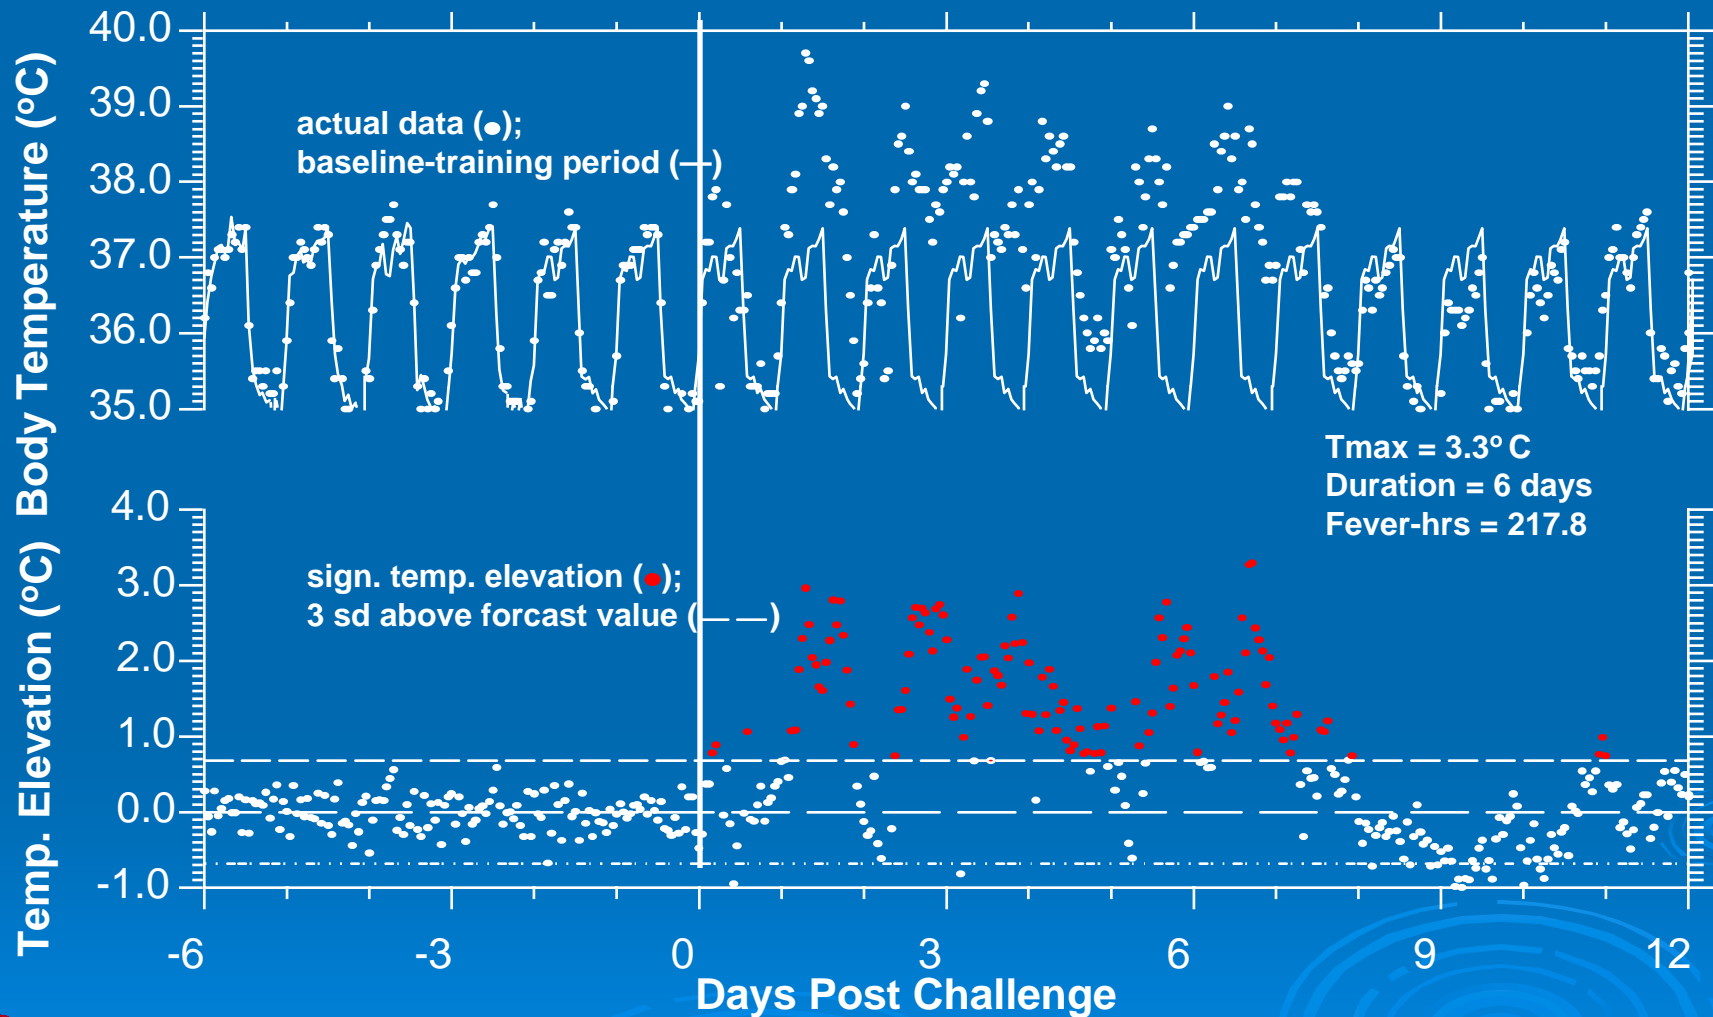 40.0
39.0
38.0
37.0
36.0
35.0
Body Temperature (ºC)
actual data (●);
baseline-training period (—)
Tmax = 3.3º C
Duration = 6 days
Fever-hrs = 217.8
4.0
3.0
2.0
1.0
0.0
-1.0
Temp. Elevation (ºC)
sign. temp. elevation (●);
3 sd above forcast value (— —)
-6 -3 0 3 6 9 12
Days Post Challenge